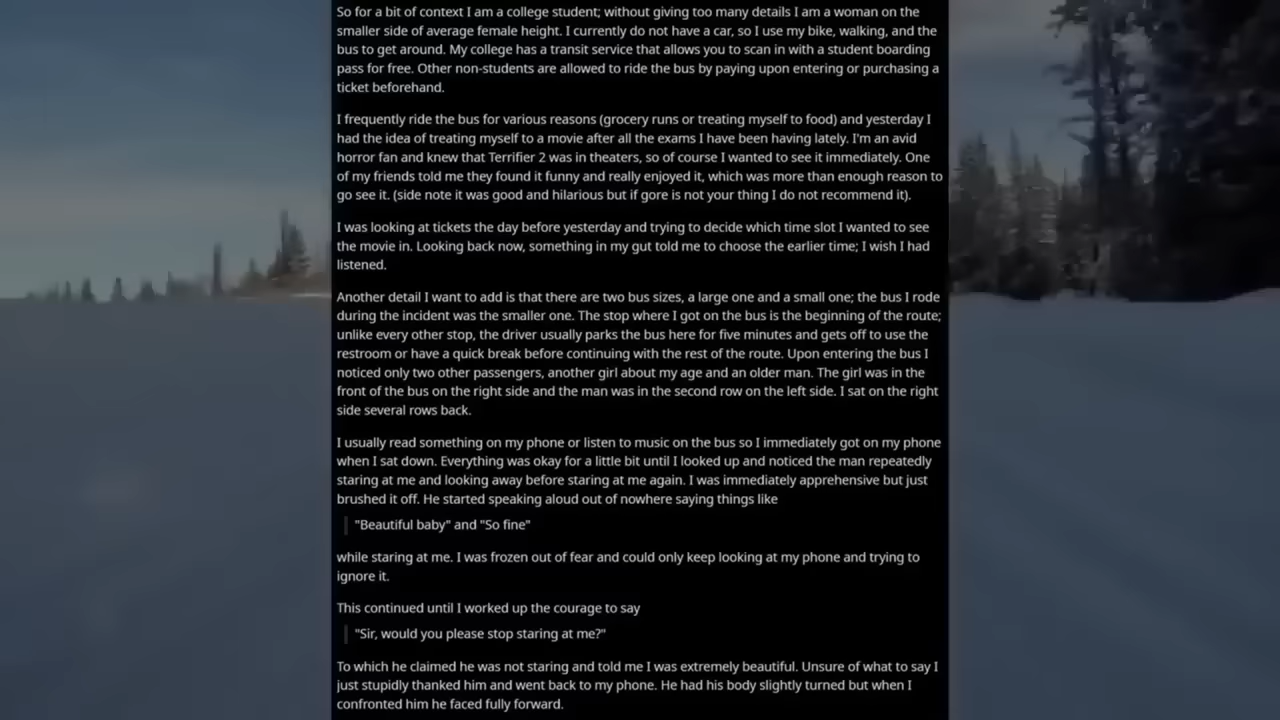 So for a bit of context I am a college student; without giving too many details I am a woman on the
smaller side of average female height. I currently do not have a car, so I use my bike, walking, and the
bus to get around. My college has a transit service that allows you to scan in with a student boarding
pass for free. Other non-students are allowed to ride the bus by paying upon entering or purchasing a
ticket beforehand.
I frequently ride the bus for various reasons (grocery runs or treating myself to food) and yesterday I
had the idea of treating myself to a movie after all the exams I have been having lately. I'm an avid
horror fan and knew that Terrifier 2 was in theaters, so of course I wanted to see it immediately. One
of my friends told me they found it funny and really enjoyed it, which was more than enough reason to
go see it. (side note it was good and hilarious but if gore is not your thing I do not recommend it).
I was looking at tickets the day before yesterday and trying to decide which time slot I wanted to see
the movie in. Looking back now, something in my gut told me to choose the earlier time; I wish I had
listened.
Another detail I want to add is that there are two bus sizes, a large one and a small one; the bus I rode
during the incident was the smaller one. The stop where I got on the bus is the beginning of the route;
unlike every other stop, the driver usually parks the bus here for five minutes and gets off to use the
restroom or have a quick break before continuing with the rest of the route. Upon entering the bus I
noticed only two other passengers, another girl about my age and an older man. The girl was in the
front of the bus on the right side and the man was in the second row on the left side. I sat on the right
side several rows back.
I usually read something on my phone or listen to music on the bus so I immediately got on my phone
when I sat down. Everything was okay for a little bit until I looked up and noticed the man repeatedly
staring at me and looking away before staring at me again. I was immediately apprehensive but just
brushed it off. He started speaking aloud out of nowhere saying things like
"Beautiful baby" and "So fine"
while staring at me. I was frozen out of fear and could only keep looking at my phone and trying to
ignore it.
This continued until I worked up the courage to say
"Sir, would you please stop staring at me?"
To which he claimed he was not staring and told me I was extremely beautiful. Unsure of what to say I
just stupidly thanked him and went back to my phone. He had his body slightly turned but when I
confronted him he faced fully forward.